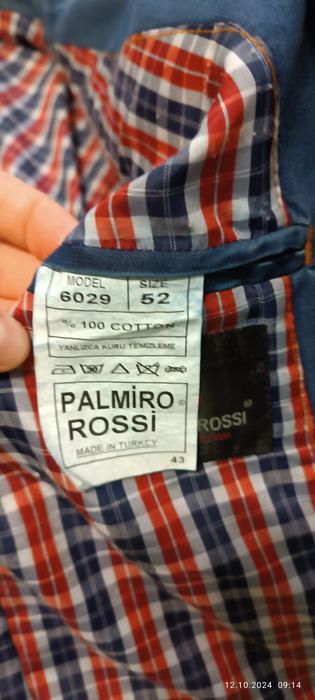 MODEL SIZE
6029 52
% 100 COTTON
YANLIZCA KURU TEMİZLEME
PALMİRO®
ROSSİ
MADE IN TURKEY
43
ROSSI®
12.10.2024 09:14